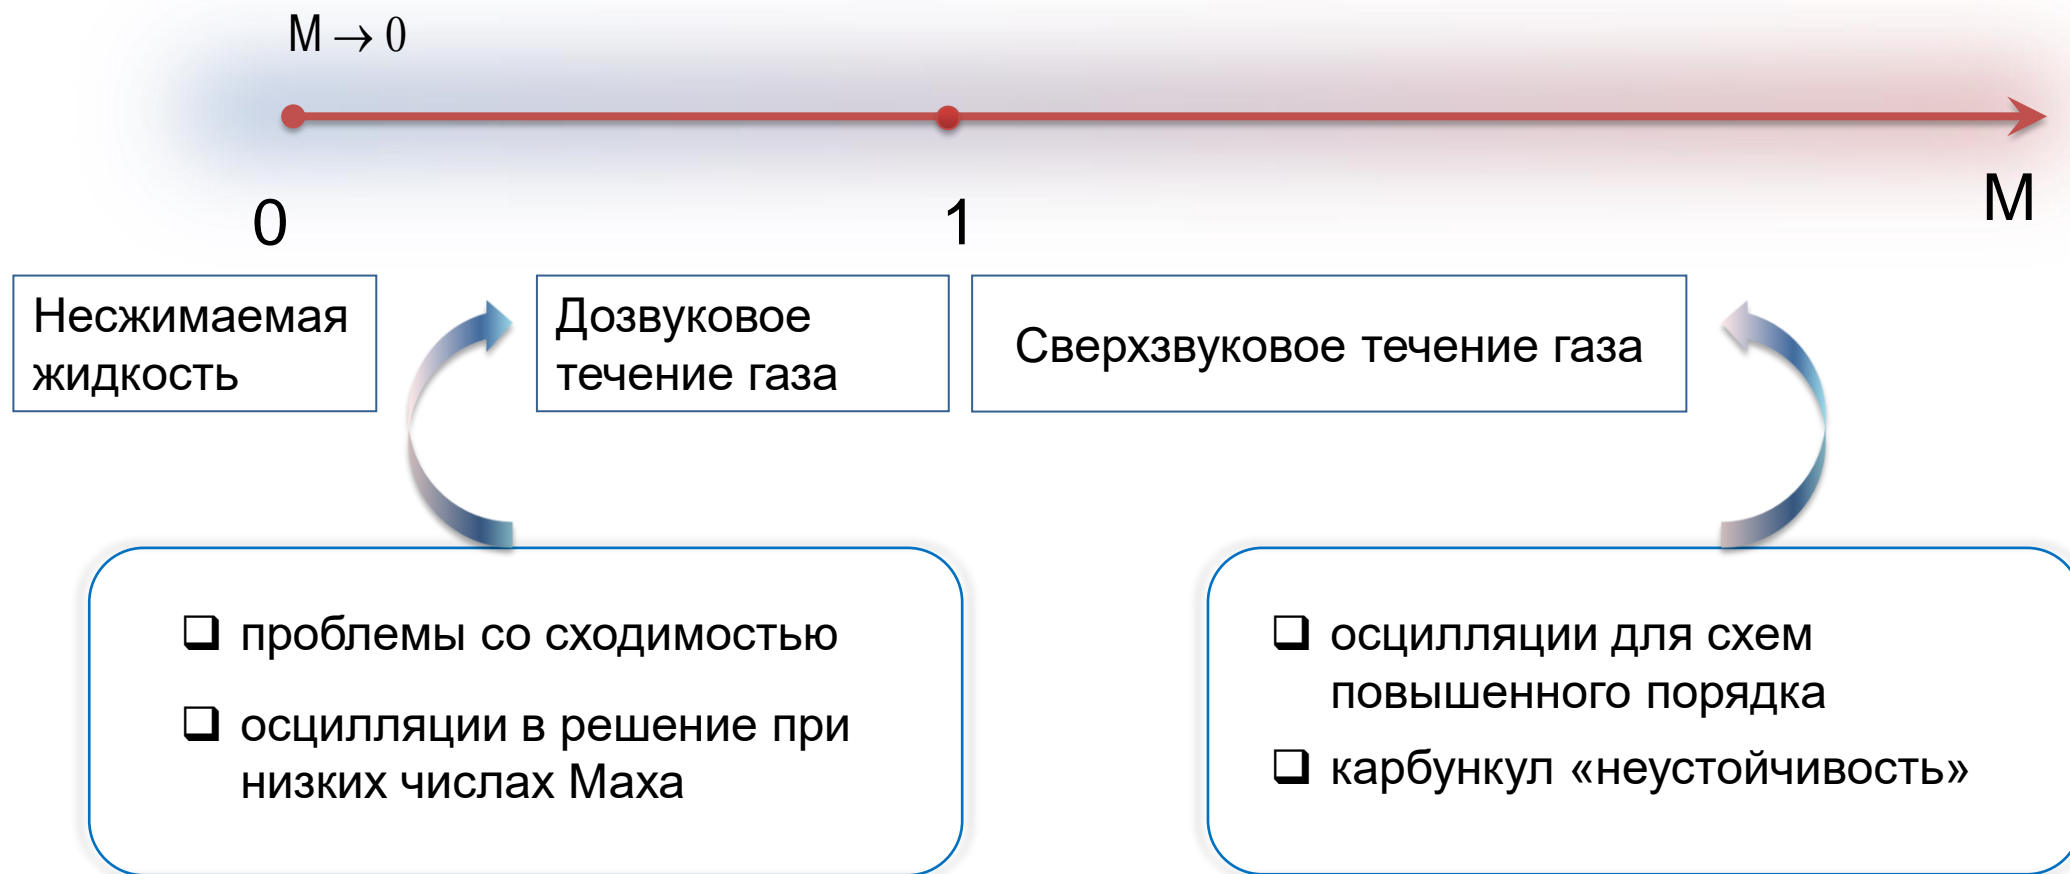 M → 0
0
1
M
Несжимаемая
жидкость
Дозвуковое
течение газа
Сверхзвуковое течение газа
проблемы со сходимостью
осцилляции в решение при
низких числах Маха
осцилляции для схем
повышенного порядка
карбункул «неустойчивость»